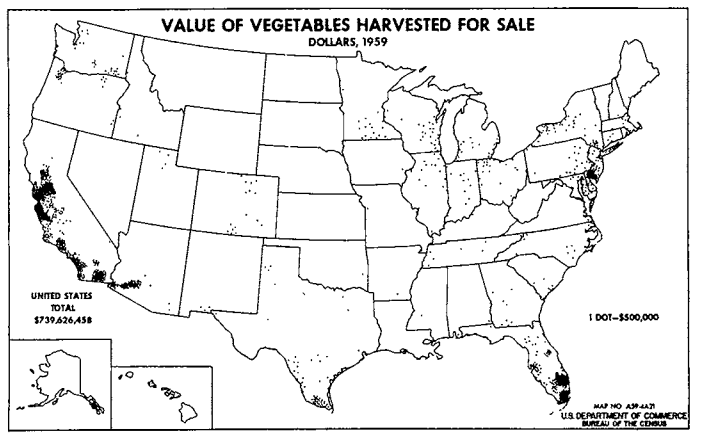 VALUE OF VEGETABLES HARVESTED FOR SALE
DOLLARS, 1959
UNITED STATES
TOTAL
$739,626,458
1 DOT—$500,000
MAP NO A59-4A21
U.S. DEPARTMENT OF COMMERCE
BUREAU OF THE CENSUS